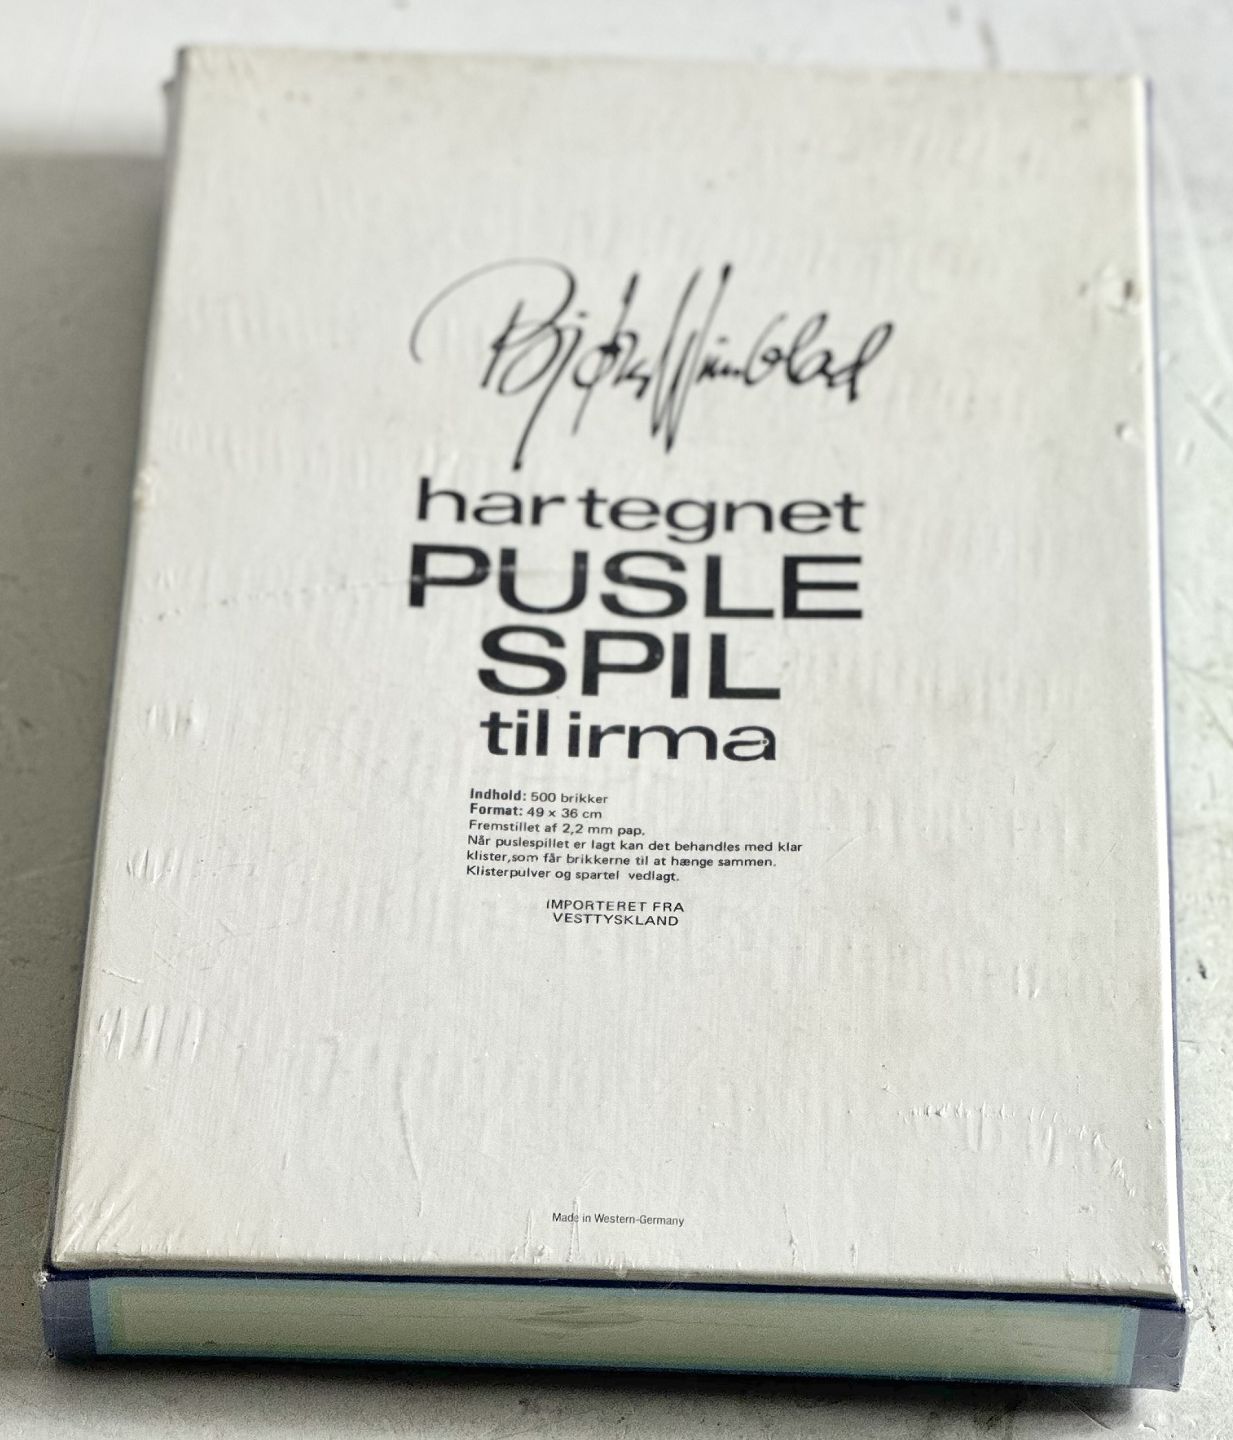 Bjørn Wiinblad
har tegnet
PUSLE
SPIL
til irma
Indhold: 500 brikker
Format: 49 x 36 cm
Fremstillet af 2,2 mm pap.
Når puslespillet er lagt kan det behandles med klar
klister,som får brikkerne til at hænge sammen.
Klisterpulver og spartel vedlagt.
IMPORTERET FRA
VESTTYSKLAND
Made in Western-Germany